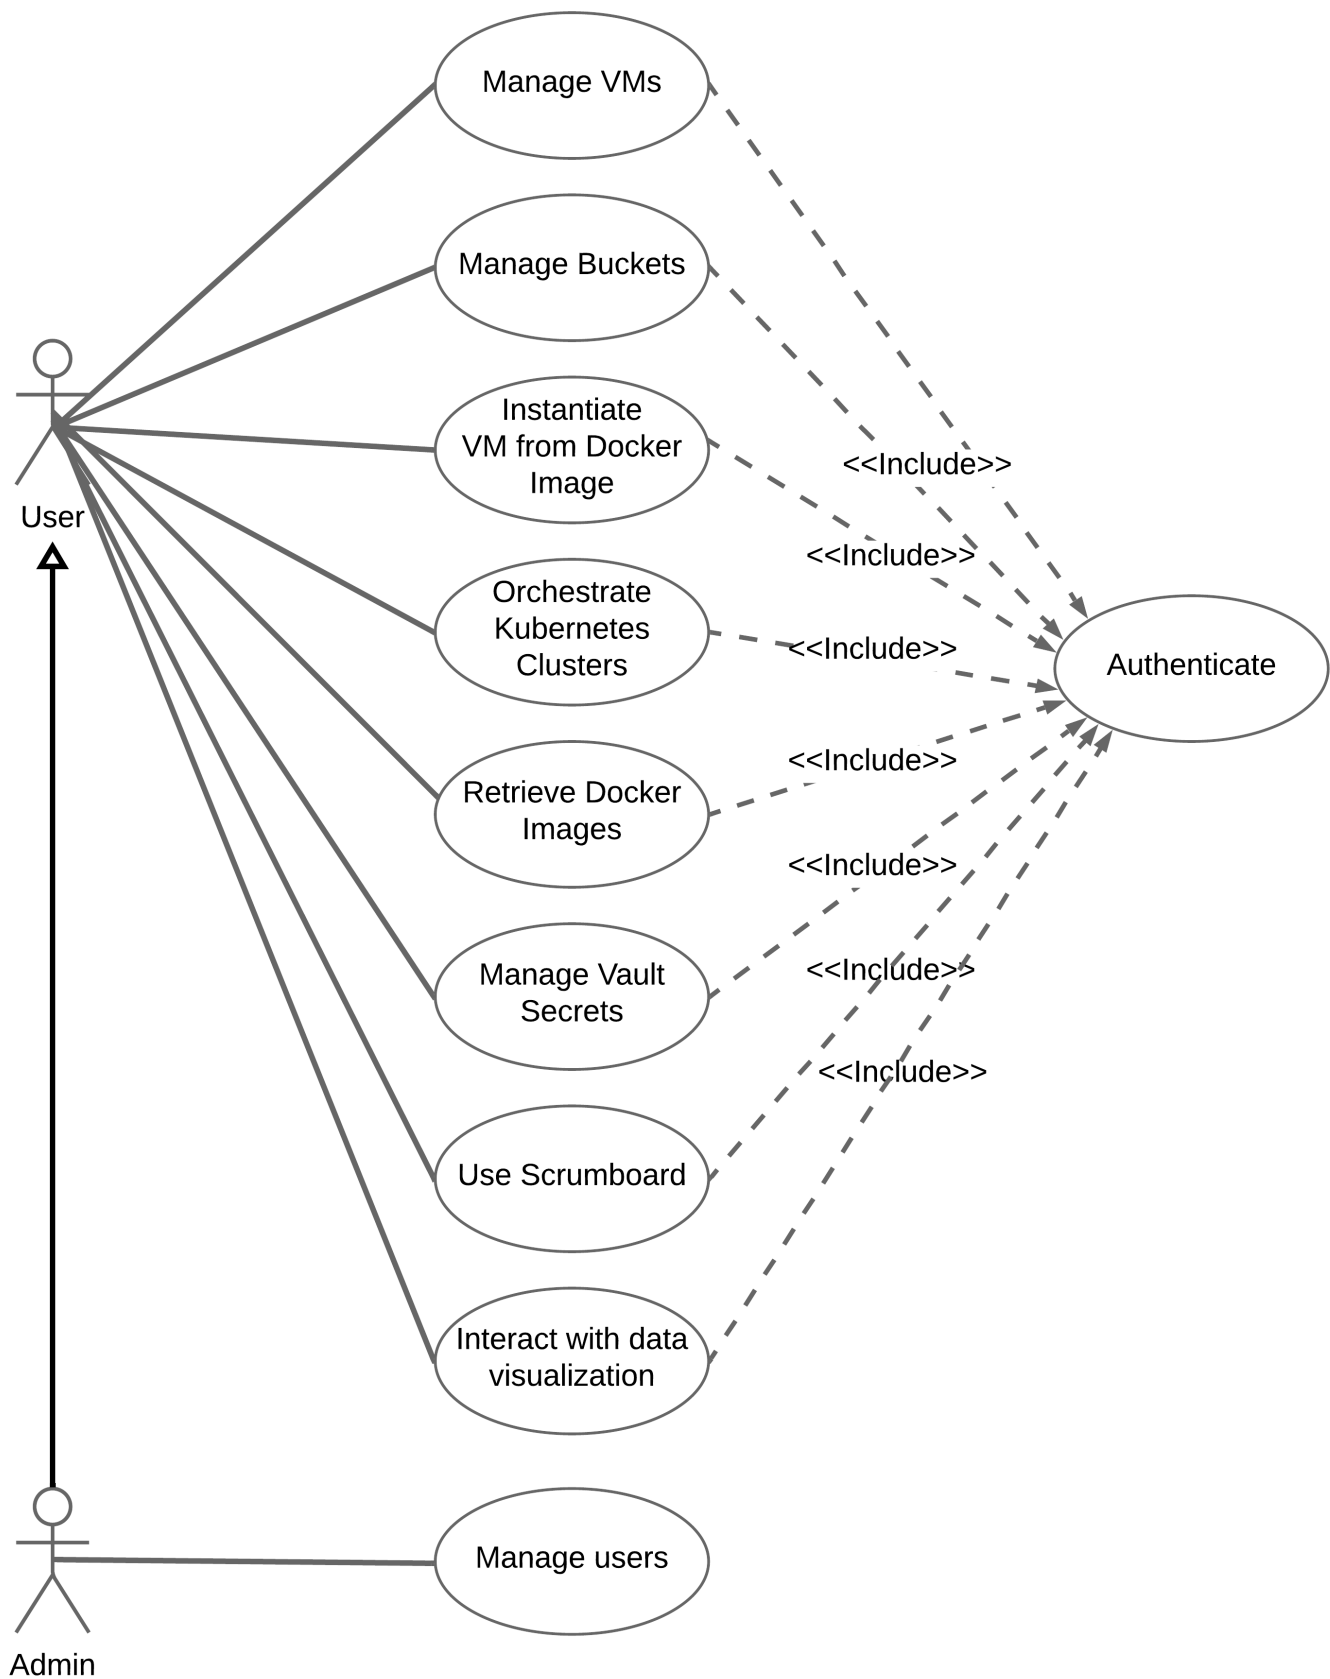 Manage VMs
Manage Buckets
Instantiate
VM from Docker
Image
<<Include>>
User
<<Include>>
Orchestrate
Kubernetes
Clusters
<<Include>>
Authenticate
<<Include>>
Retrieve Docker
Images
<<Include>>
Manage Vault
Secrets
<<Include>>
<<Include>>
Use Scrumboard
Interact with data
visualization
Manage users
Admin